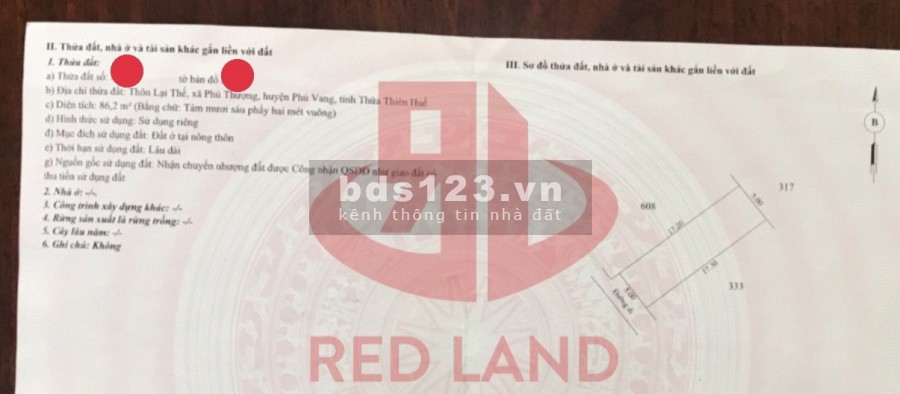 II. Thửa đất, nhà ở và tài sản khác gắn liền với đất
1. Thửa đất:
a) Thửa đất số: tờ bản đồ
b) Địa chỉ thửa đất: Thôn Lại Thế, xã Phú Thượng, huyện Phú Vang, tỉnh Thừa Thiên Huế
c) Diện tích: 86,2 m² (Bằng chữ: Tám mươi sáu phẩy hai mét vuông)
d) Hình thức sử dụng: Sử dụng riêng
đ) Mục đích sử dụng đất: Đất ở tại nông thôn
e) Thời hạn sử dụng đất: Lâu dài
g) Nguồn gốc sử dụng đất: Nhận chuyển nhượng đất được Công nhận QSDĐ như giao đất có
thu tiền sử dụng đất
2. Nhà ở: -/-
3. Công trình xây dựng khác: -/-
4. Rừng sản xuất là rừng trồng: -/-
5. Cây lâu năm: -/-
6. Ghi chú: Không
III. Sơ đồ thửa đất, nhà ở và tài sản khác gắn liền với đất
B
317
608
5.00
17.20
17.30
333
5.00
Đường đi
bds123.vn
kênh thông tin nhà đất
RED LAND